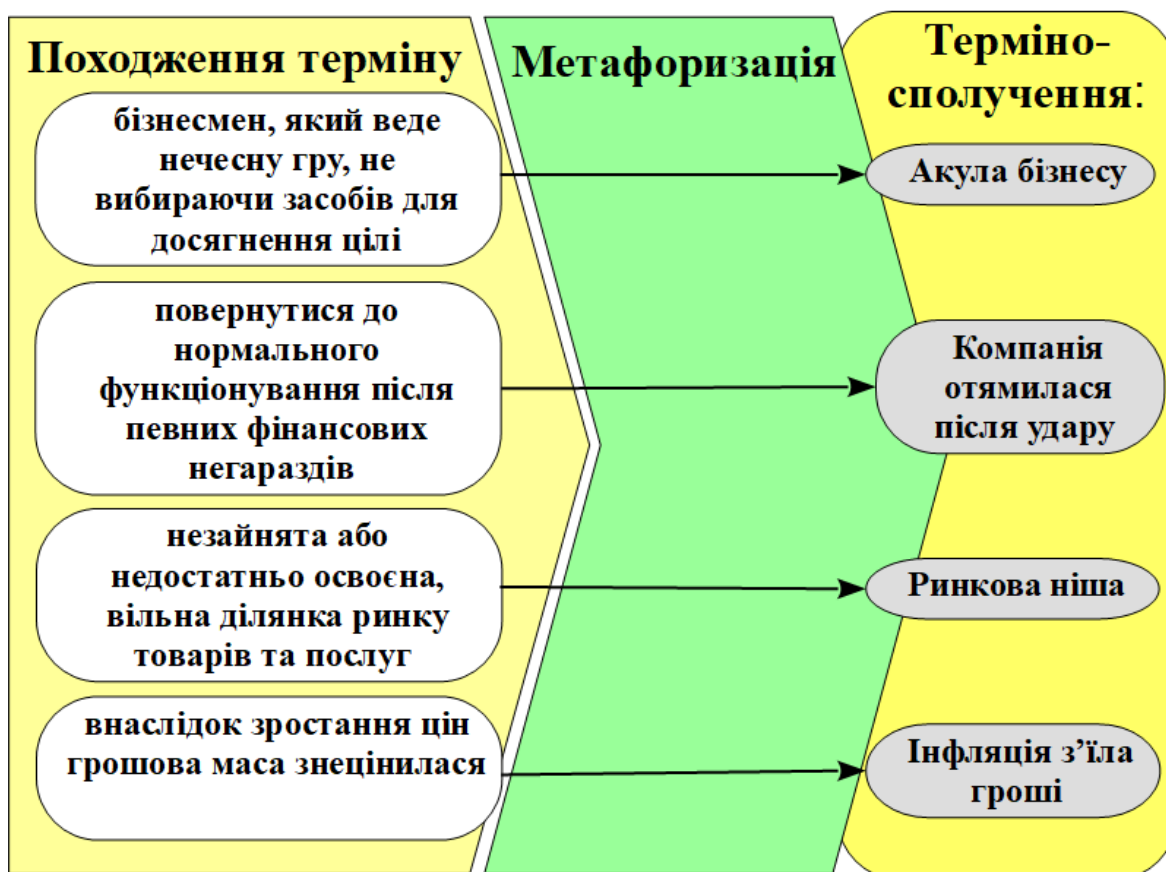 Походження терміну
Метафоризація
Терміно-
сполучення:
бізнесмен, який веде
нечесну гру, не
вибираючи засобів для
досягнення цілі
Акула бізнесу
повернутися до
нормального
функціонування після
певних фінансових
негараздів
Компанія
отямилася
після удару
незайнята або
недостатньо освоєна,
вільна ділянка ринку
товарів та послуг
Ринкова ніша
внаслідок зростання цін
грошова маса знецінилася
Інфляція з’їла
гроші